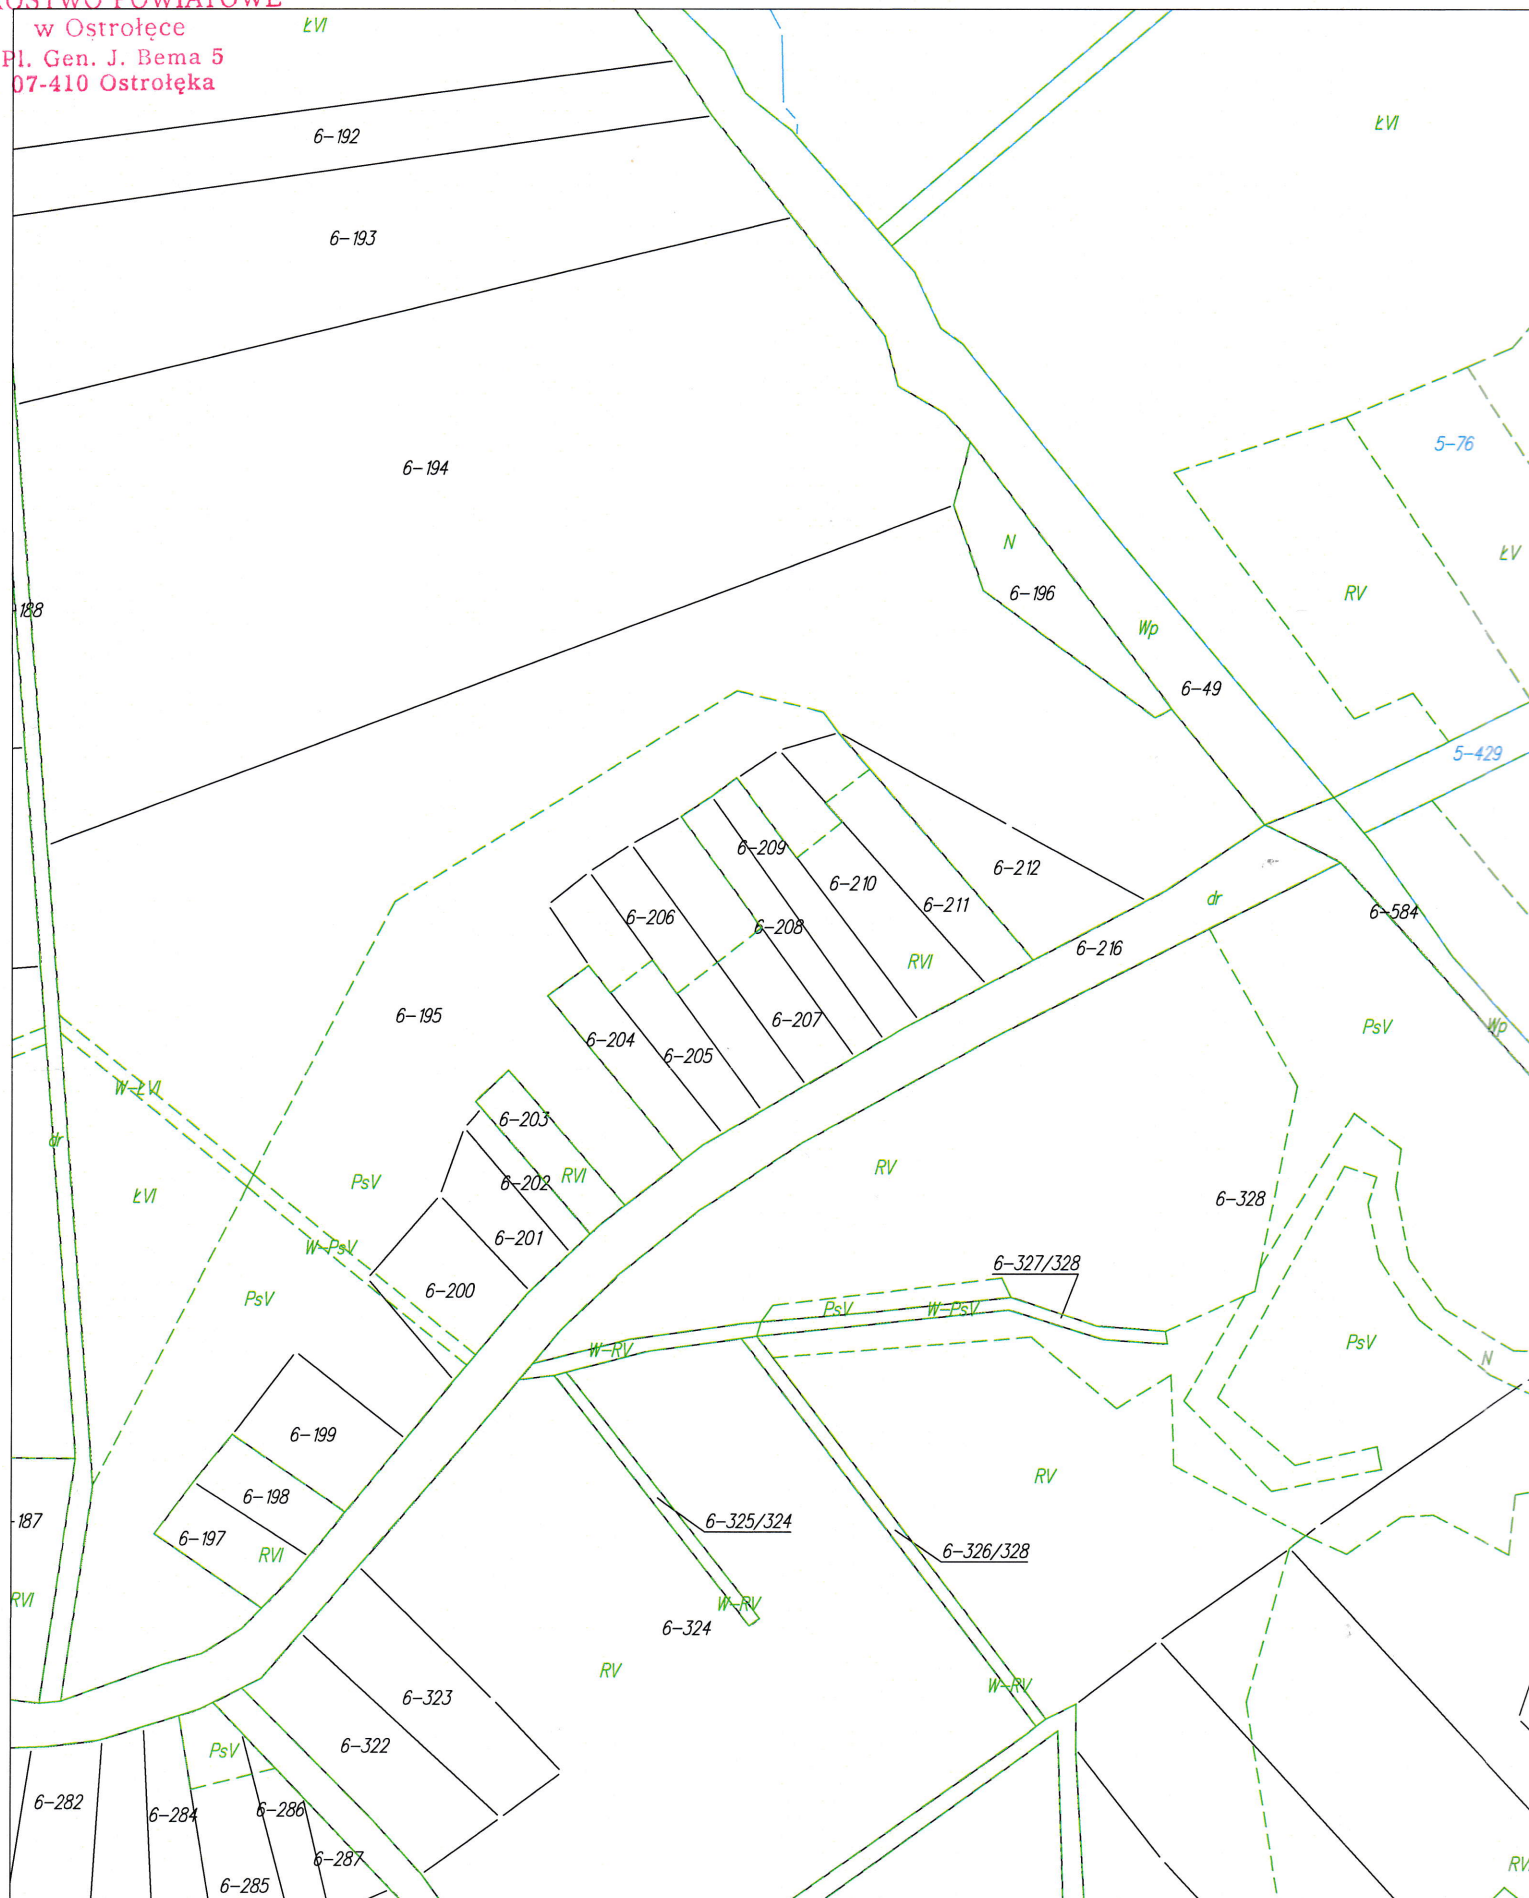 w Ostrołęce
Pl. Gen. J. Bema 5
07-410 Ostrołęka
ŁVI
6-192
ŁVI
6-193
5-76
6-194
N
ŁV
6-196
RV
188
Wp
6-49
5-429
6-209
6-212
6-210
6-211
dr
6-206
6-584
6-208
6-216
RVI
6-195
6-207
PsV
Wp
6-204
6-205
W-ŁVI
6-203
dr
RV
PsV
RVI
6-202
ŁVI
6-328
6-201
W-PsV
6-327/328
6-200
PsV
PsV
W-PsV
W-RV
PsV
N
6-199
RV
6-198
187
6-325/324
6-197
6-326/328
RVI
RVI
W-RV
6-324
RV
W-RV
6-323
6-322
PsV
6-282
6-284
6-286
6-287
6-285